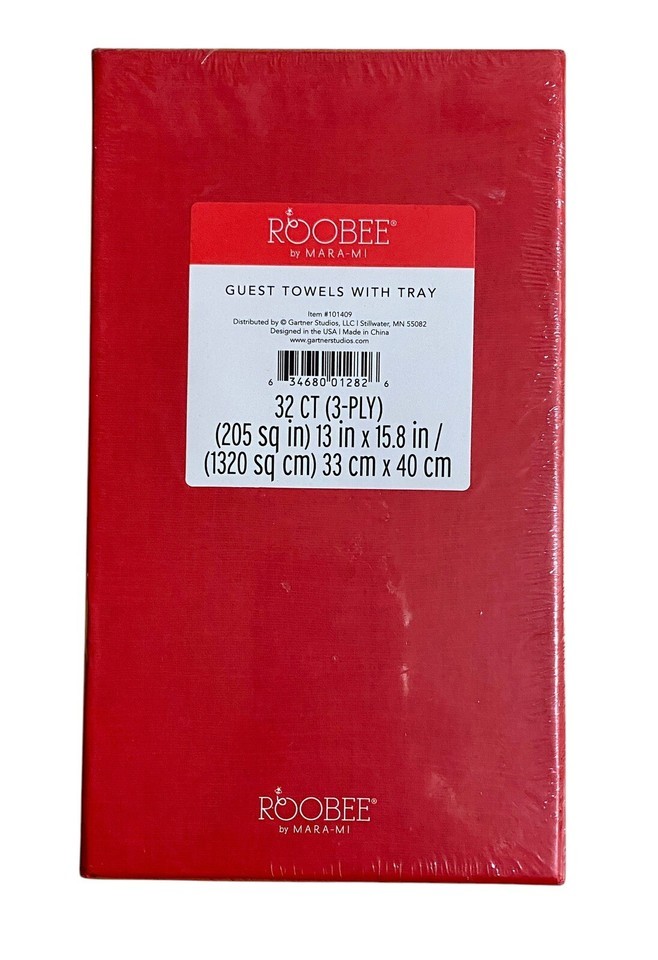 ROOBEE®
by MARA-MI
GUEST TOWELS WITH TRAY
Item #101409
Distributed by © Gartner Studios, LLC | Stillwater, MN 55082
Designed in the USA | Made in China
www.gartnerstudios.com
6 34680 01282 6
32 CT (3-PLY)
(205 sq in) 13 in x 15.8 in /
(1320 sq cm) 33 cm x 40 cm
ROOBEE®
by MARA-MI